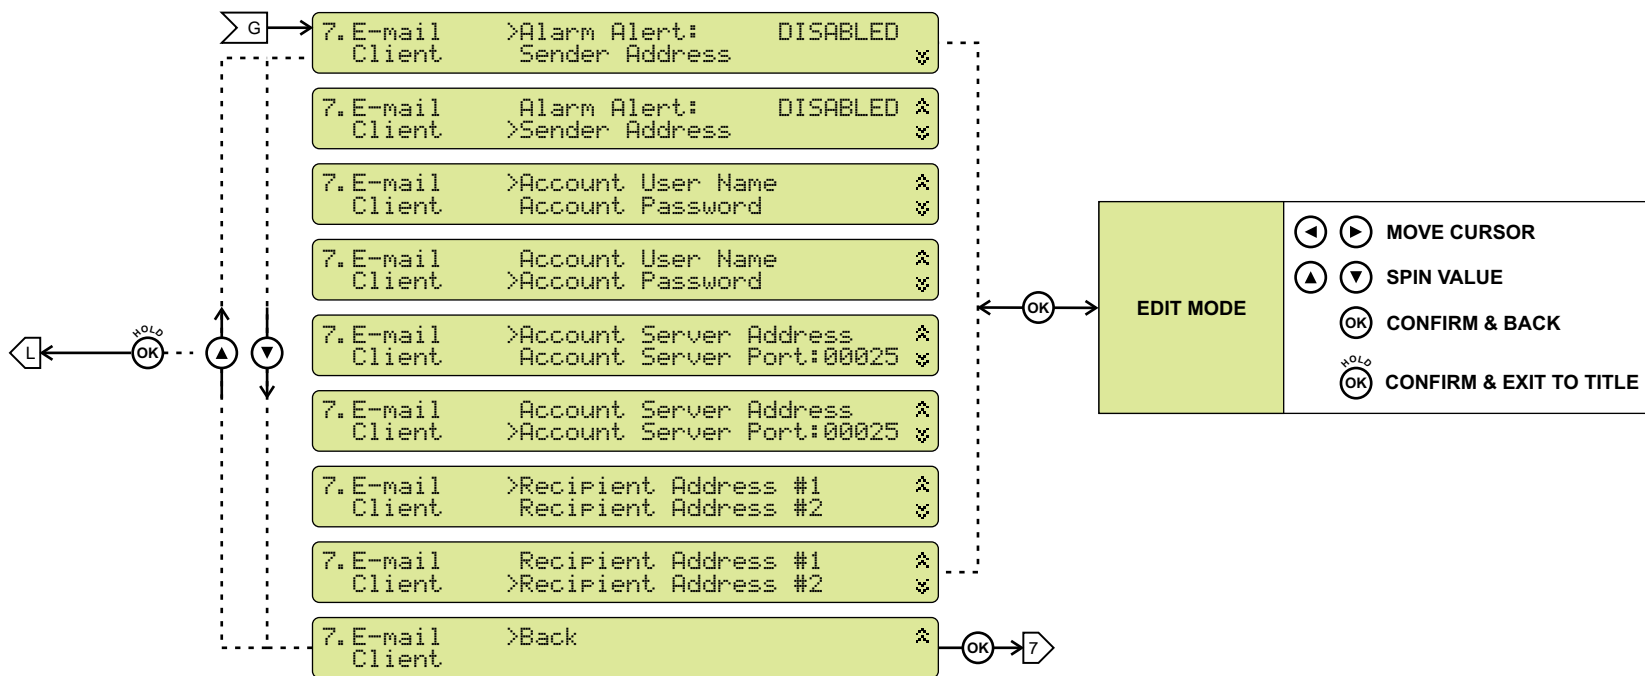 G
7.E-mail >Alarm Alert: DISABLED
Client Sender Address
7.E-mail Alarm Alert: DISABLED
Client >Sender Address
7.E-mail >Account User Name
Client Account Password
7.E-mail Account User Name
Client >Account Password
7.E-mail >Account Server Address
Client Account Server Port:00025
7.E-mail Account Server Address
Client >Account Server Port:00025
7.E-mail >Recipient Address #1
Client Recipient Address #2
7.E-mail Recipient Address #1
Client >Recipient Address #2
7.E-mail >Back
Client
L
HOLD
OK
OK
7
OK
EDIT MODE
MOVE CURSOR
SPIN VALUE
OK CONFIRM & BACK
HOLD
OK CONFIRM & EXIT TO TITLE